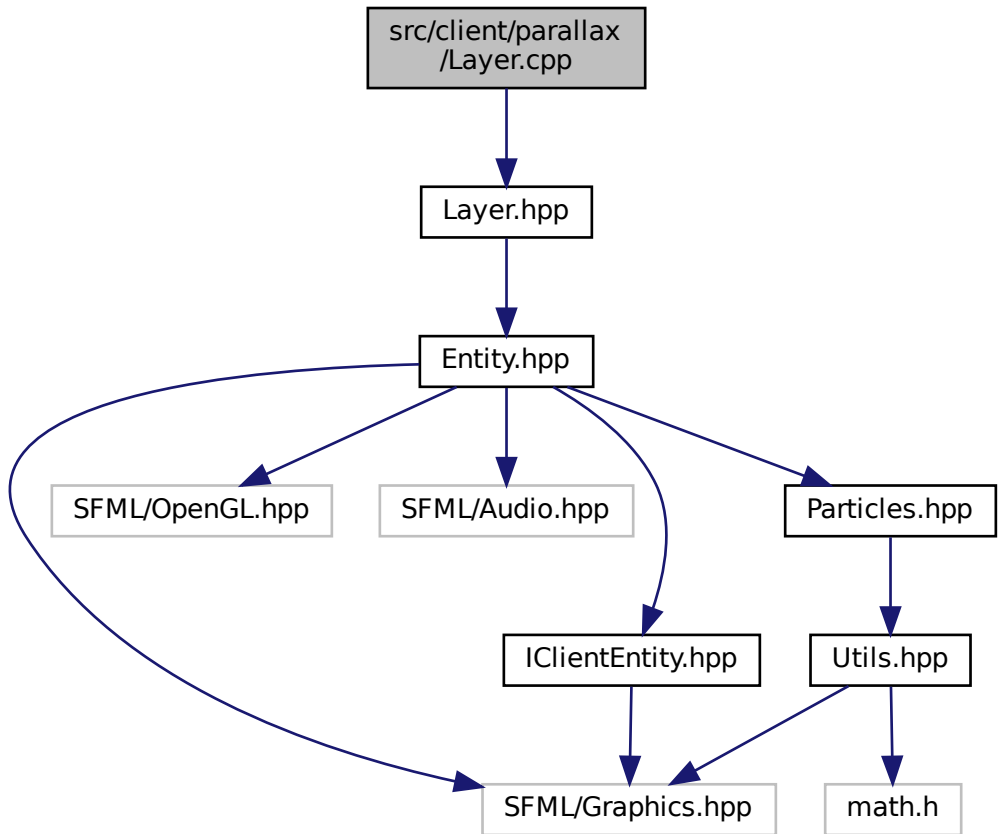 src/client/parallax
/Layer.cpp
Layer.hpp
Entity.hpp
SFML/OpenGL.hpp
SFML/Audio.hpp
Particles.hpp
IClientEntity.hpp
Utils.hpp
SFML/Graphics.hpp
math.h